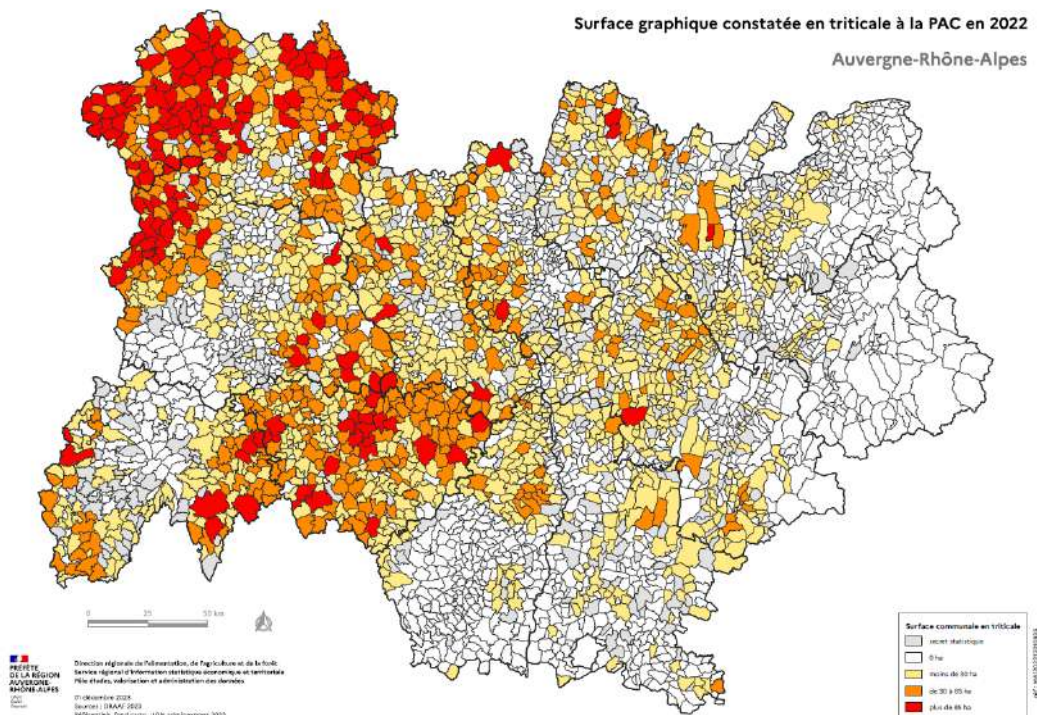 Surface graphique constatée en triticale à la PAC en 2022
Auvergne-Rhône-Alpes
0 25 50 km
PRÉFÈTE
DE LA RÉGION
AUVERGNE-
RHÔNE-ALPES
Direction régionale de l'alimentation, de l'agriculture et de la forêt
Service régional d'information statistique économique et territoriale
Pôle études, valorisation et administration des données
01 décembre 2023
Sources : DRAAF 2023
Surface communale en triticale
secret statistique
0 ha
moins de 30 ha
de 30 à 65 ha
plus de 65 ha